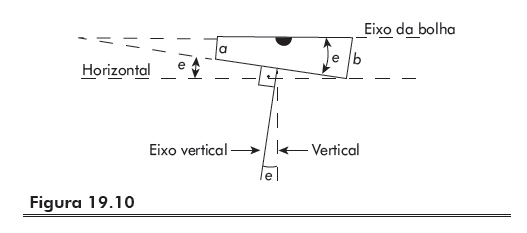 Eixo da bolha
a
e
b
Horizontal
e
Eixo vertical
Vertical
e
Figura 19.10